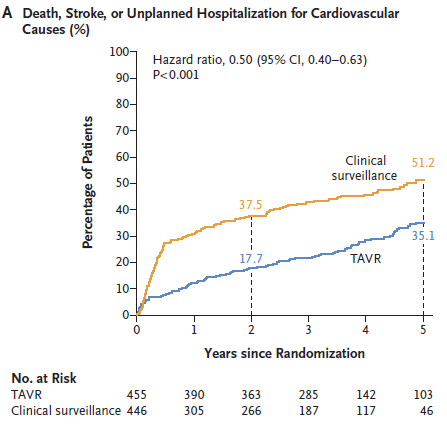 A Death, Stroke, or Unplanned Hospitalization for Cardiovascular
Causes (%)
Hazard ratio, 0.50 (95% CI, 0.40–0.63)
P<0.001
Percentage of Patients
100
90
80
70
60
50
40
30
20
10
0
Clinical
surveillance
51.2
37.5
17.7
TAVR
35.1
0 1 2 3 4 5
Years since Randomization
No. at Risk
TAVR 455 390 363 285 142 103
Clinical surveillance 446 305 266 187 117 46